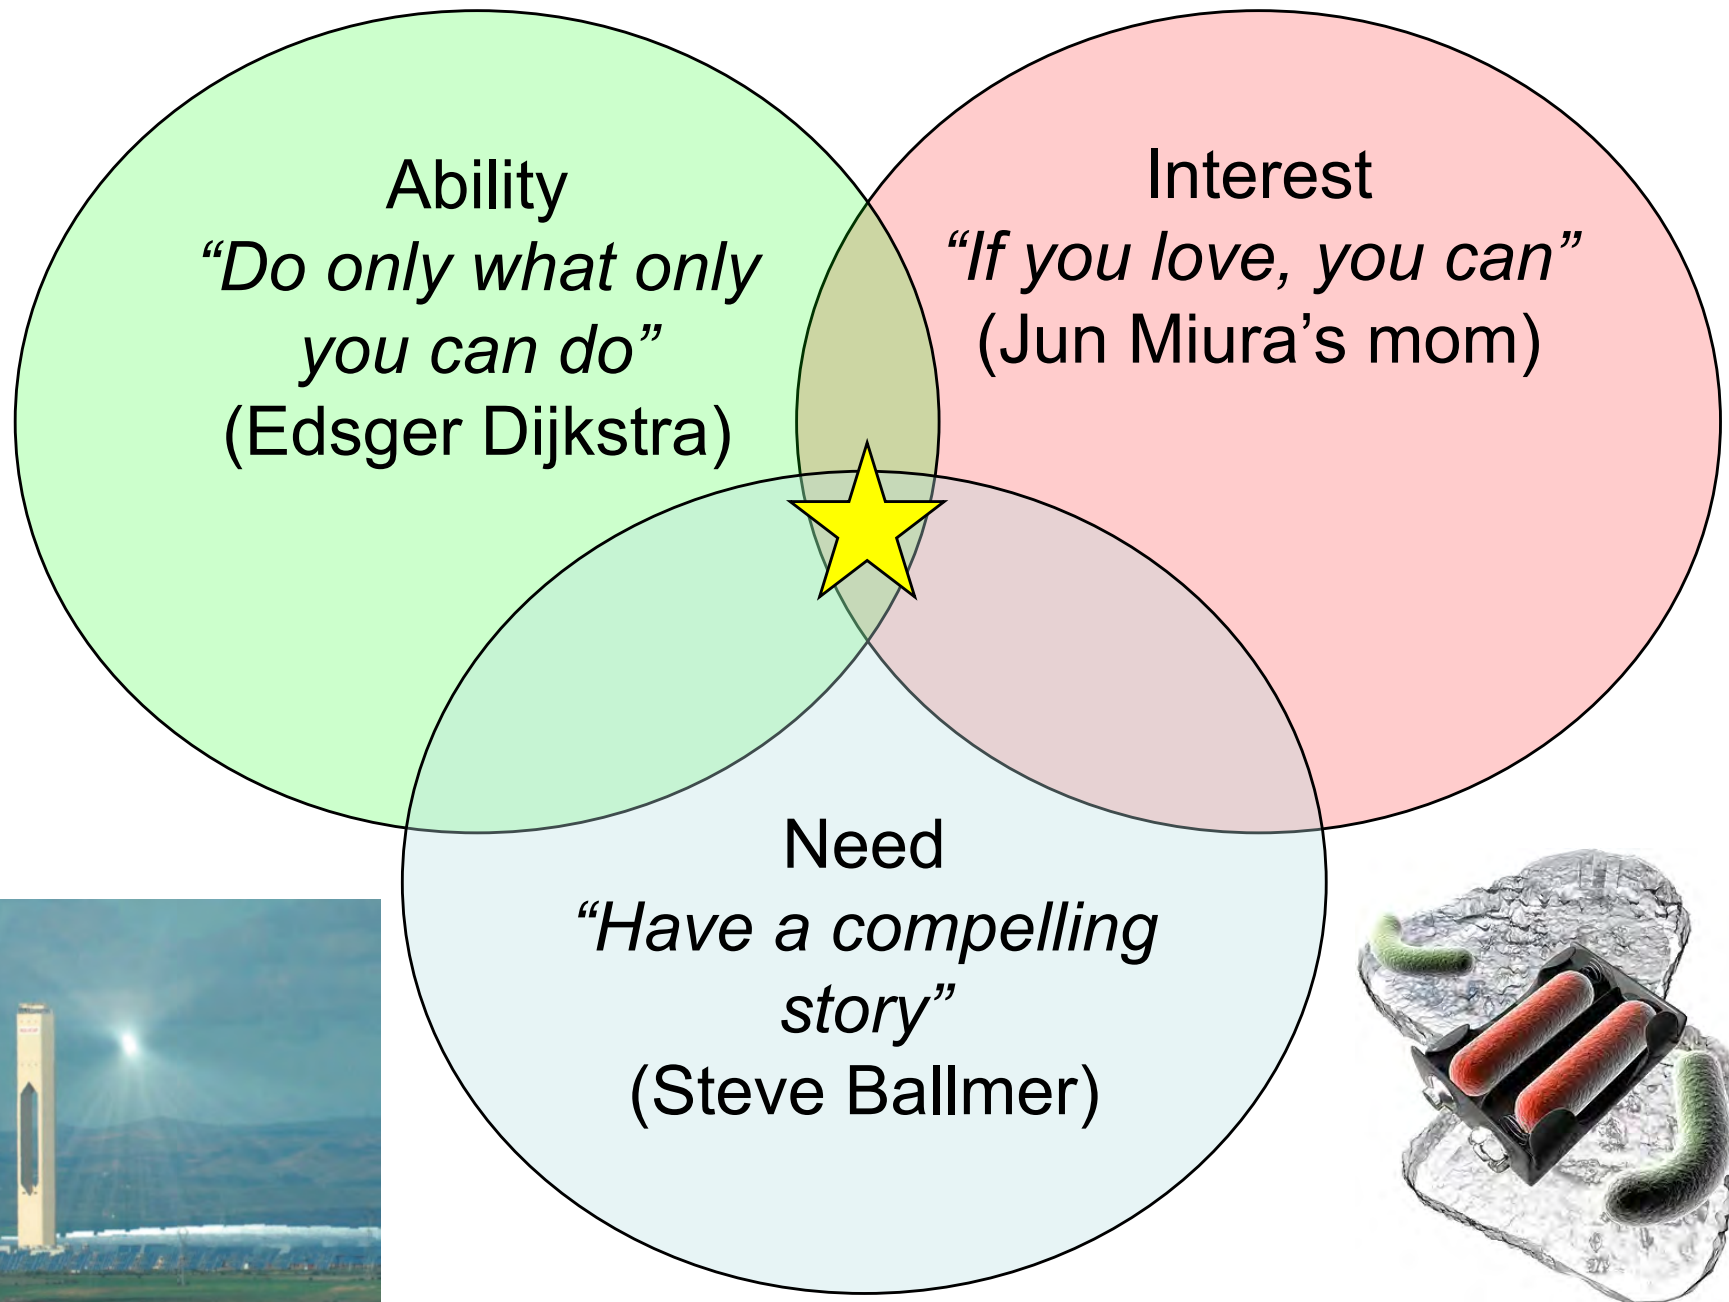 Ability
“Do only what only
you can do”
(Edsger Dijkstra)
Interest
“If you love, you can”
(Jun Miura’s mom)
Need
“Have a compelling
story”
(Steve Ballmer)